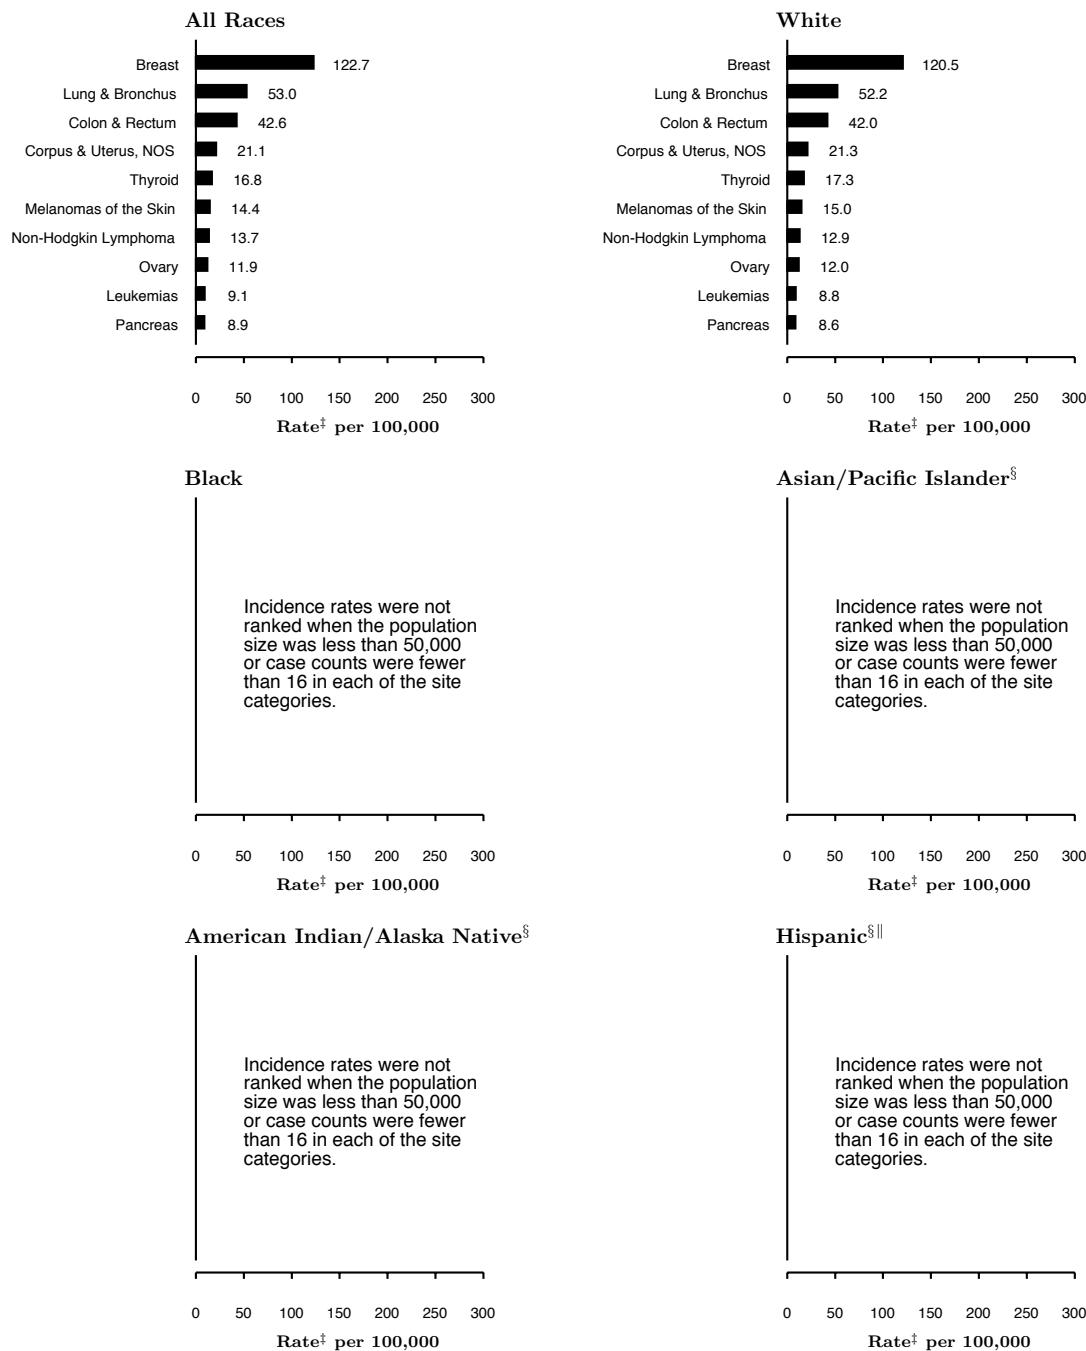 All Races
Breast 122.7
Lung & Bronchus 53.0
Colon & Rectum 42.6
Corpus & Uterus, NOS 21.1
Thyroid 16.8
Melanomas of the Skin 14.4
Non-Hodgkin Lymphoma 13.7
Ovary 11.9
Leukemias 9.1
Pancreas 8.9
0 50 100 150 200 250 300
Rate‡ per 100,000
White
Breast 120.5
Lung & Bronchus 52.2
Colon & Rectum 42.0
Corpus & Uterus, NOS 21.3
Thyroid 17.3
Melanomas of the Skin 15.0
Non-Hodgkin Lymphoma 12.9
Ovary 12.0
Leukemias 8.8
Pancreas 8.6
0 50 100 150 200 250 300
Rate‡ per 100,000
Black
Incidence rates were not
ranked when the population
size was less than 50,000
or case counts were fewer
than 16 in each of the site
categories.
0 50 100 150 200 250 300
Rate‡ per 100,000
Asian/Pacific Islander§
Incidence rates were not
ranked when the population
size was less than 50,000
or case counts were fewer
than 16 in each of the site
categories.
0 50 100 150 200 250 300
Rate‡ per 100,000
American Indian/Alaska Native§
Incidence rates were not
ranked when the population
size was less than 50,000
or case counts were fewer
than 16 in each of the site
categories.
0 50 100 150 200 250 300
Rate‡ per 100,000
Hispanic§‖
Incidence rates were not
ranked when the population
size was less than 50,000
or case counts were fewer
than 16 in each of the site
categories.
0 50 100 150 200 250 300
Rate‡ per 100,000